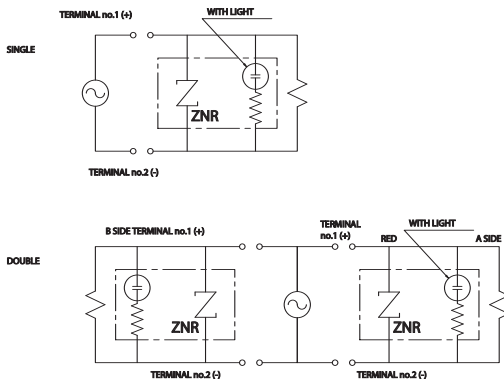 TERMINAL no.1 (+)
WITH LIGHT
SINGLE
ZNR
TERMINAL no.2 (-)
B SIDE TERMINAL no.1 (+)
TERMINAL
no.1 (+)
RED
WITH LIGHT
A SIDE
DOUBLE
ZNR
ZNR
TERMINAL no.2 (-)
TERMINAL no.2 (-)